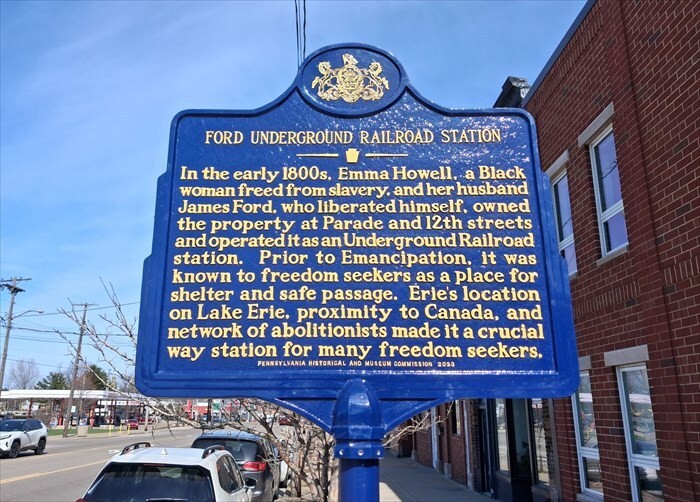 FORD UNDERGROUND RAILROAD STATION
In the early 1800s, Emma Howell, a Black
woman freed from slavery, and her husband
James Ford, who liberated himself, owned
the property at Parade and 12th streets
and operated it as an Underground Railroad
station. Prior to Emancipation, it was
known to freedom seekers as a place for
shelter and safe passage. Erie's location
on Lake Erie, proximity to Canada, and
network of abolitionists made it a crucial
way station for many freedom seekers.
PENNSYLVANIA HISTORICAL AND MUSEUM COMMISSION 2023